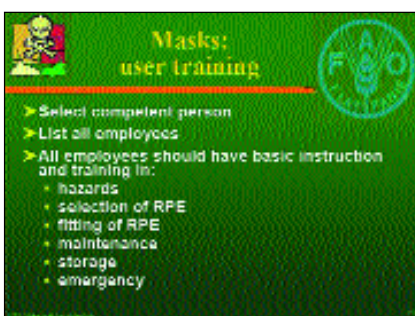 Masks:
user training
F A O
➢Select competent person
➢List all employees
➢All employees should have basic instruction
and training in:
• hazards
• selection of RPE
• fitting of RPE
• maintenance
• storage
• emergency